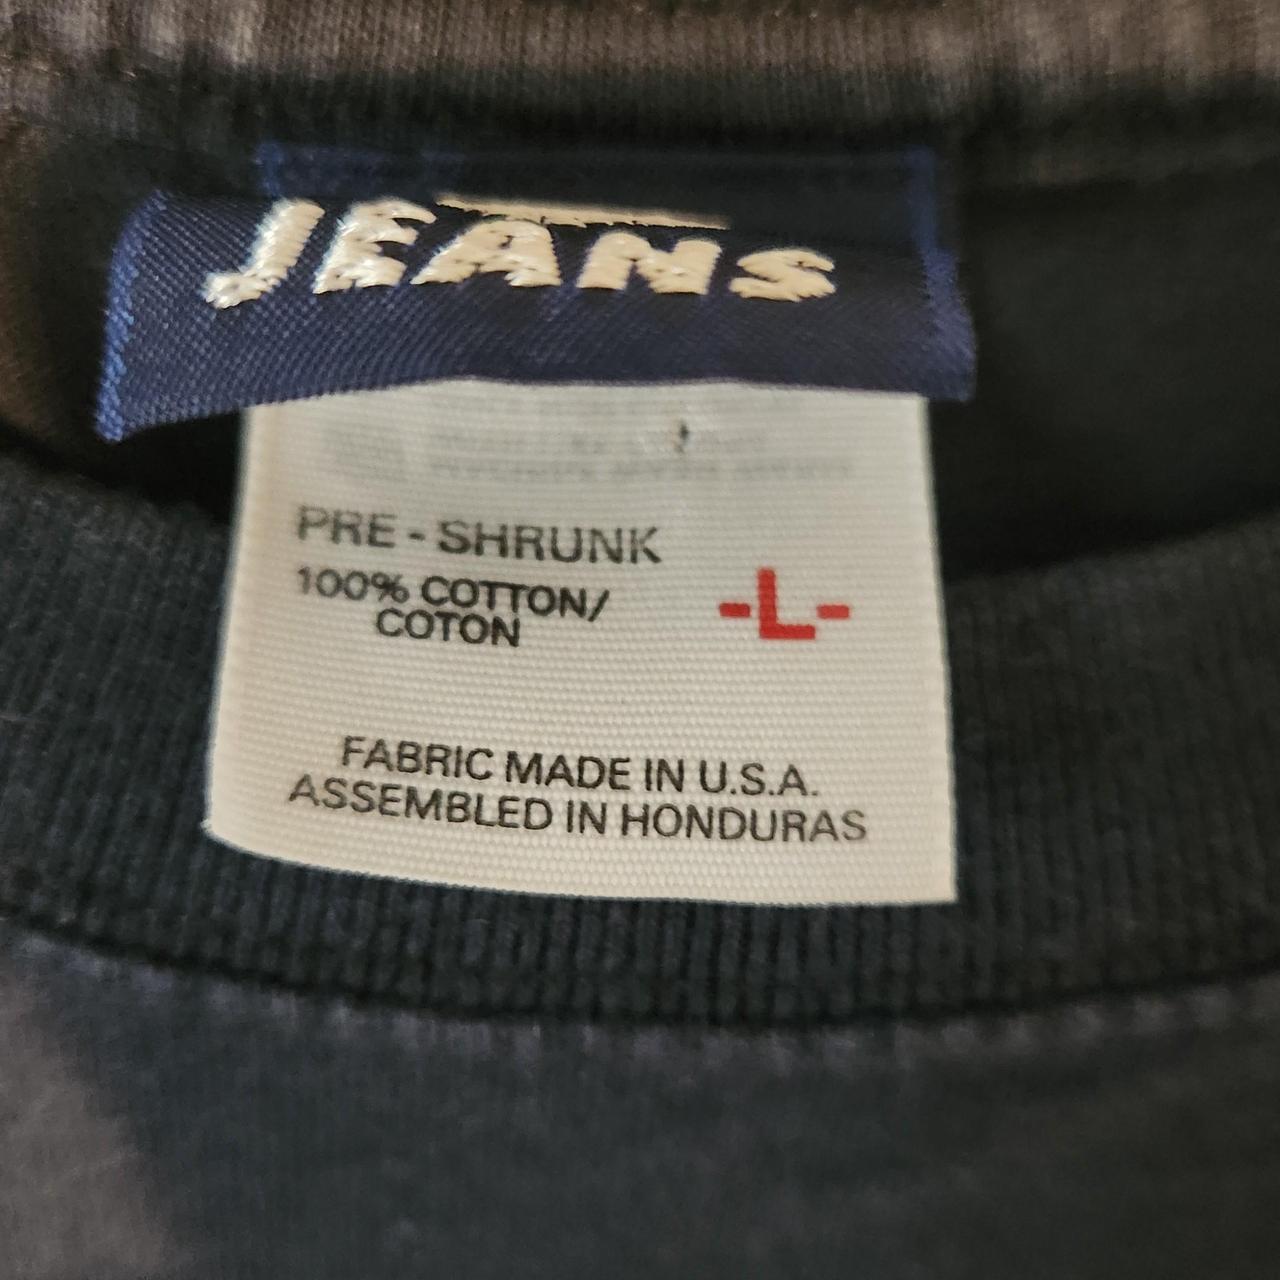 JEANS
PRE - SHRUNK
100% COTTON/
COTON
-L-
FABRIC MADE IN U.S.A.
ASSEMBLED IN HONDURAS